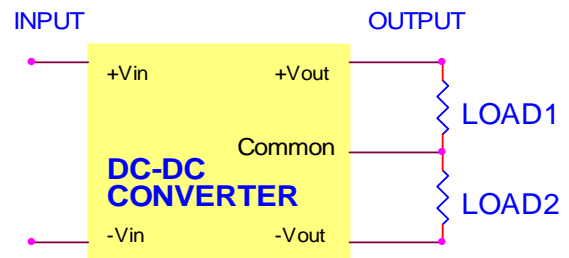 INPUT OUTPUT
+Vin +Vout
LOAD1
Common
DC-DC
CONVERTER
LOAD2
-Vin -Vout